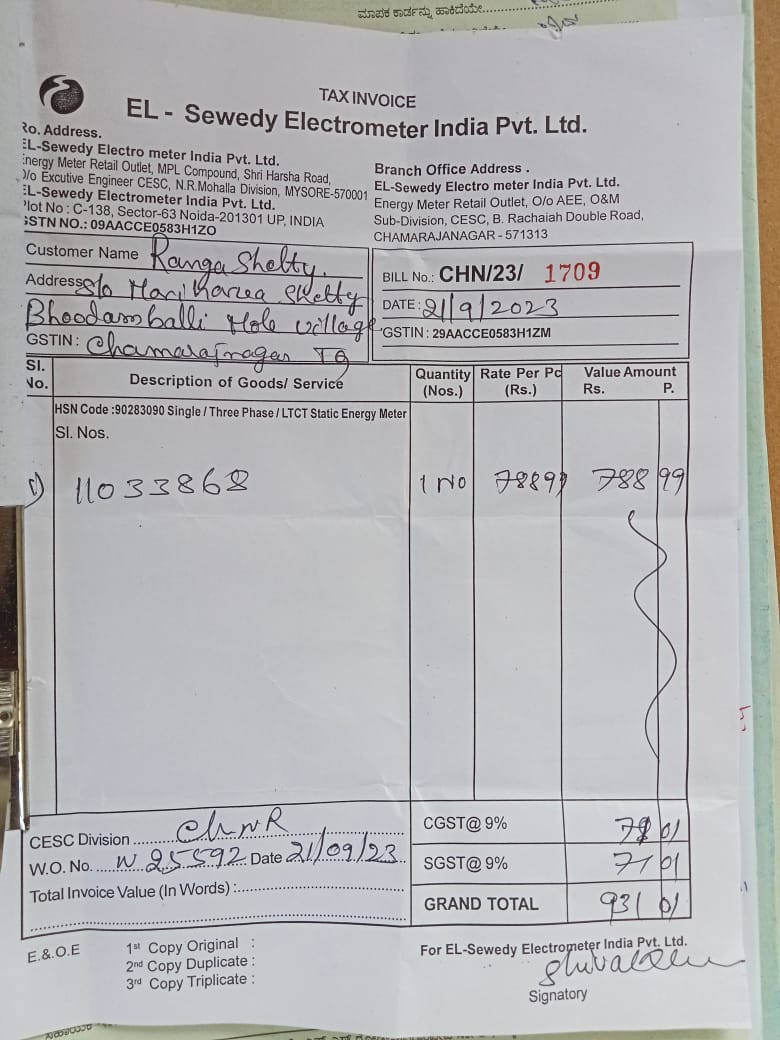 ಮಾಪಕ ಕಾರ್ಡನ್ನು ಹಾಕಿದೆಯೇ
TAX INVOICE
EL - Sewedy Electrometer India Pvt. Ltd.
Ro. Address.
EL-Sewedy Electro meter India Pvt. Ltd.
Energy Meter Retail Outlet, MPL Compound, Shri Harsha Road,
O/o Excutive Engineer CESC, N.R.Mohalla Division, MYSORE-570001
EL-Sewedy Electrometer India Pvt. Ltd.
Plot No : C-138, Sector-63 Noida-201301 UP, INDIA
GSTN NO.: 09AACCE0583H1ZO
Branch Office Address .
EL-Sewedy Electro meter India Pvt. Ltd.
Energy Meter Retail Outlet, O/o AEE, O&M
Sub-Division, CESC, B. Rachaiah Double Road,
CHAMARAJANAGAR - 571313
Customer Name Ranga Shetty.
Address S/o Shetty
Village
GSTIN : Chamarajnagar TQ
BILL No.: CHN/23/ 1709
DATE : 21/9/2023
GSTIN : 29AACCE0583H1ZM
Sl. No. Description of Goods/ Service Quantity (Nos.) Rate Per Pc (Rs.) Value Amount Rs. P.
HSN Code :90283090 Single / Three Phase / LTCT Static Energy Meter
Sl. Nos.
1) 11033868 1 No 78899 788 99
CESC Division ChNR
W.O. No. W 25592 Date 21/09/23
Total Invoice Value (In Words) :
CGST@ 9% 71 01
SGST@ 9% 71 01
GRAND TOTAL 931 01
E.&.O.E
1st Copy Original :
2nd Copy Duplicate :
3rd Copy Triplicate :
For EL-Sewedy Electrometer India Pvt. Ltd.
Signatory